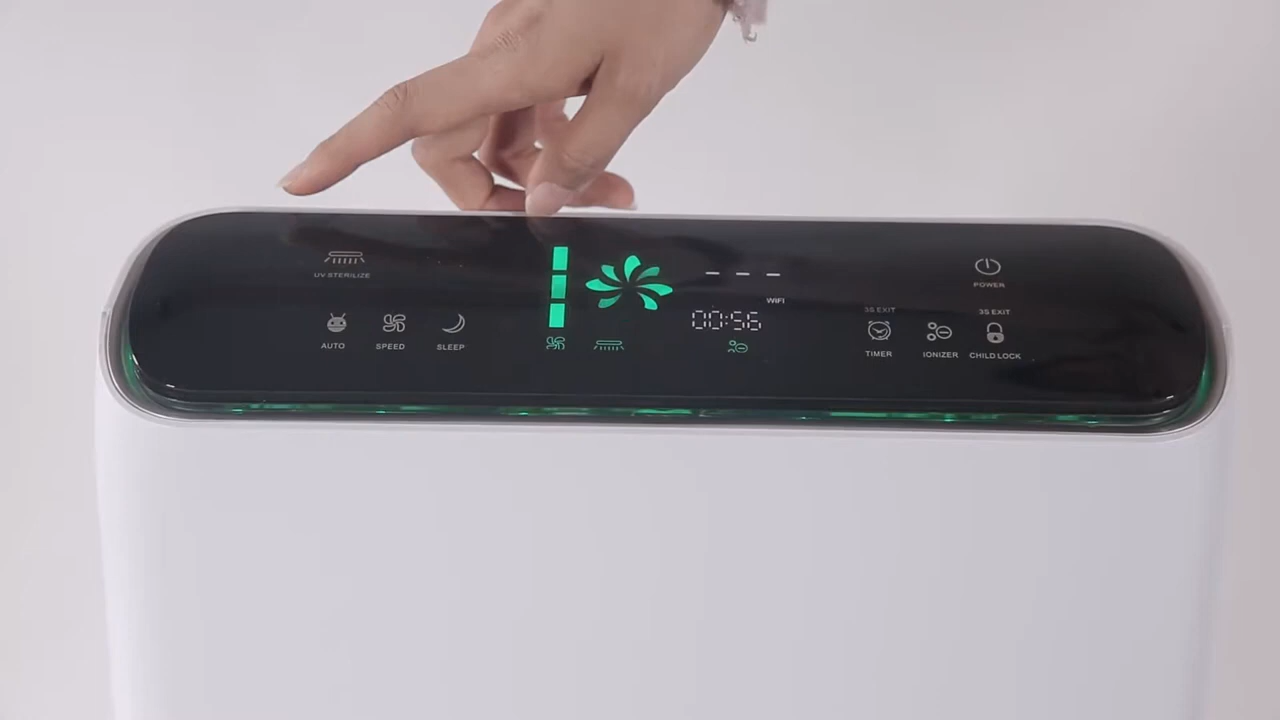 UV STERILIZE
AUTO
SPEED
SLEEP
- - -
WIFI
00:56
POWER
3S EXIT
TIMER
IONIZER
3S EXIT
CHILD LOCK